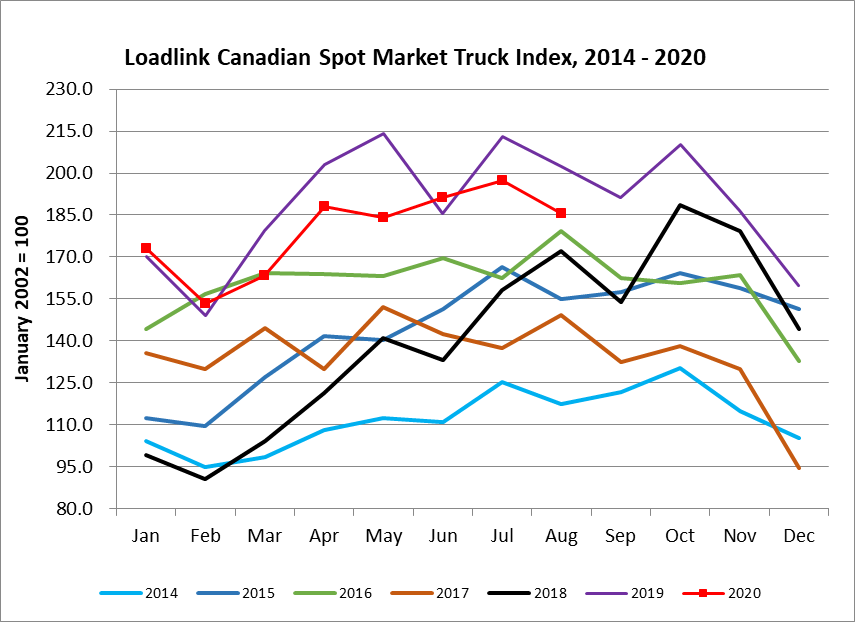 Loadlink Canadian Spot Market Truck Index, 2014 - 2020
January 2002 = 100
230.0
215.0
200.0
185.0
170.0
155.0
140.0
125.0
110.0
95.0
80.0
Jan Feb Mar Apr May Jun Jul Aug Sep Oct Nov Dec
2014 2015 2016 2017 2018 2019 2020